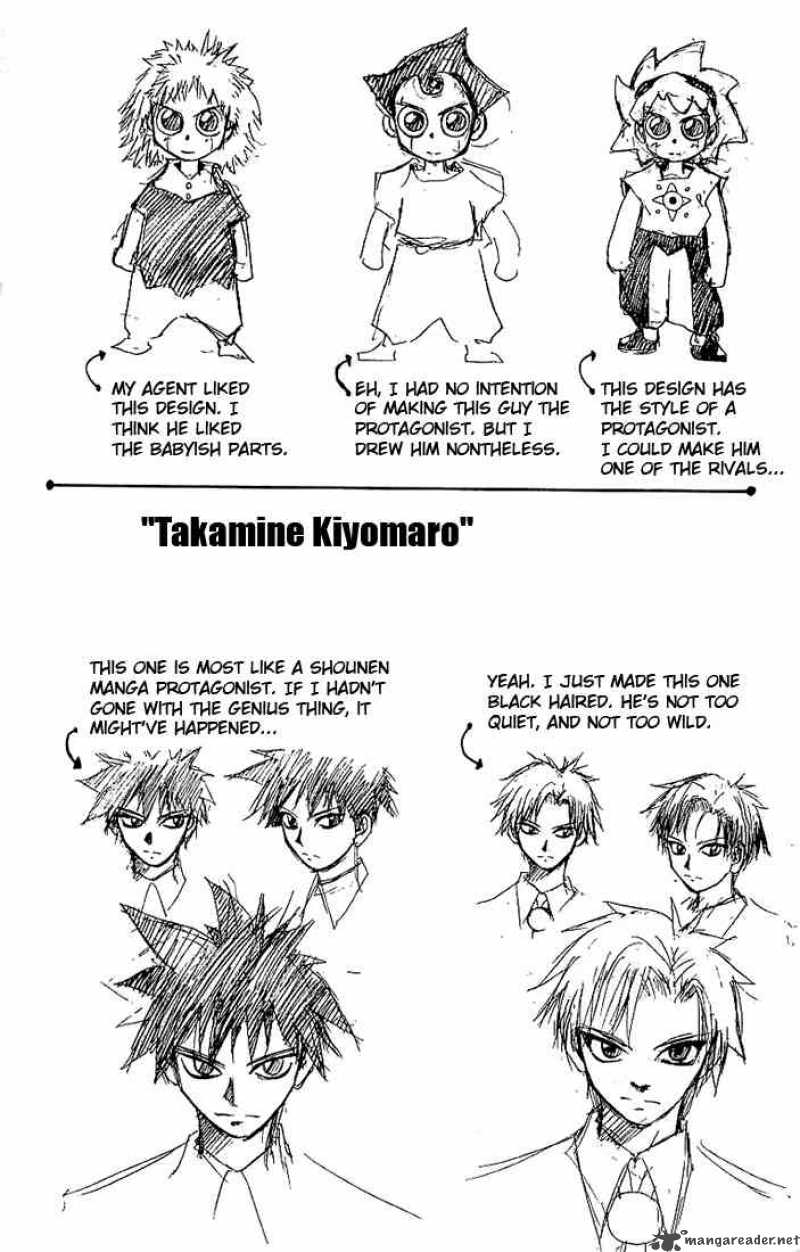 MY AGENT LIKED
THIS DESIGN. I
THINK HE LIKED
THE BABYISH PARTS.
EH, I HAD NO INTENTION
OF MAKING THIS GUY THE
PROTAGONIST. BUT I
DREW HIM NONTHELESS.
THIS DESIGN HAS
THE STYLE OF A
PROTAGONIST.
I COULD MAKE HIM
ONE OF THE RIVALS...
"Takamine Kiyomaro"
THIS ONE IS MOST LIKE A SHOUNEN
MANGA PROTAGONIST. IF I HADN'T
GONE WITH THE GENIUS THING, IT
MIGHT'VE HAPPENED...
YEAH. I JUST MADE THIS ONE
BLACK HAIRED. HE'S NOT TOO
QUIET, AND NOT TOO WILD.
mangareader.net